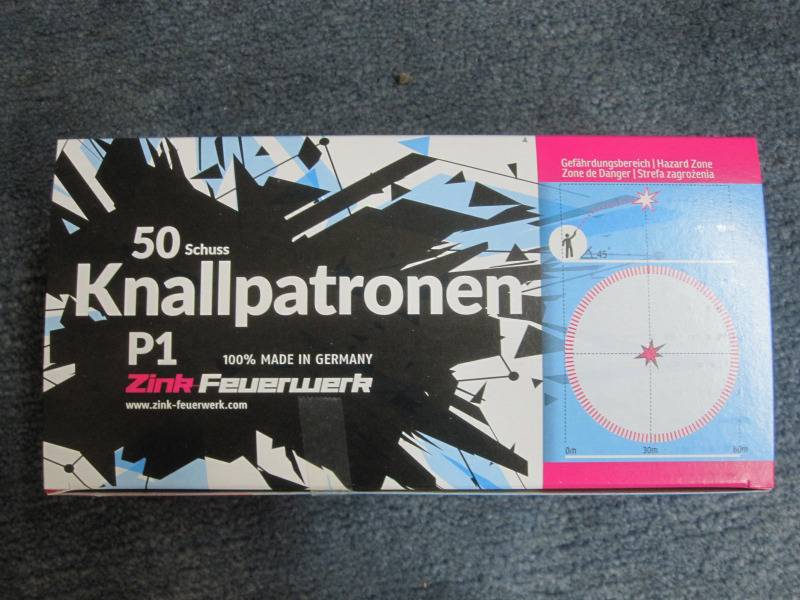 50 Schuss
Knallpatronen
P1
100% MADE IN GERMANY
Zink Feuerwerk
www.zink-feuerwerk.com
Gefährdungsbereich | Hazard Zone
Zone de Danger | Strefa zagrożenia
45°
0m 30m 60m